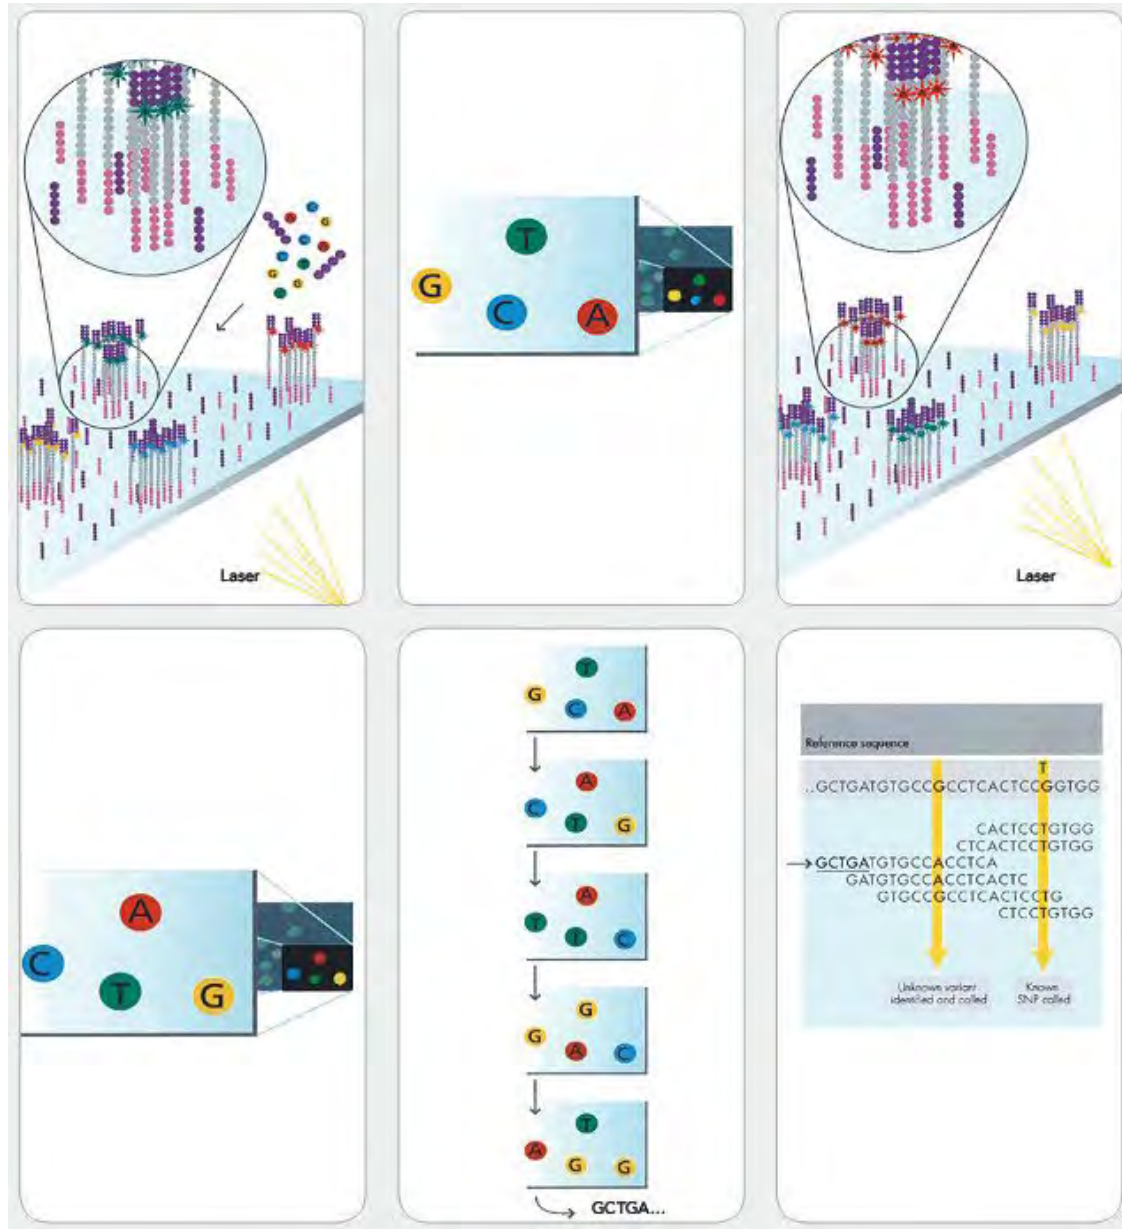 C
A
G
C
A
C
T
G
G
Laser
T
G
C
A
Laser
A
C
T
G
T
G
C
A
A
C
T
G
A
T
T
C
G
G
A
C
T
A
G
G
GCTGA...
Reference sequence
T
..GCTGATGTGCCGCCTCACTCCGGTGG
CACTCCTGTGG
CTCACTCCTGTGG
GCTGATGTGCCACCTCA
GATGTGCCACCTCACTC
GTGCCGCCTCACTCCTG
CTCCTGTGG
Unknown variant
identified and called
Known
SNP called